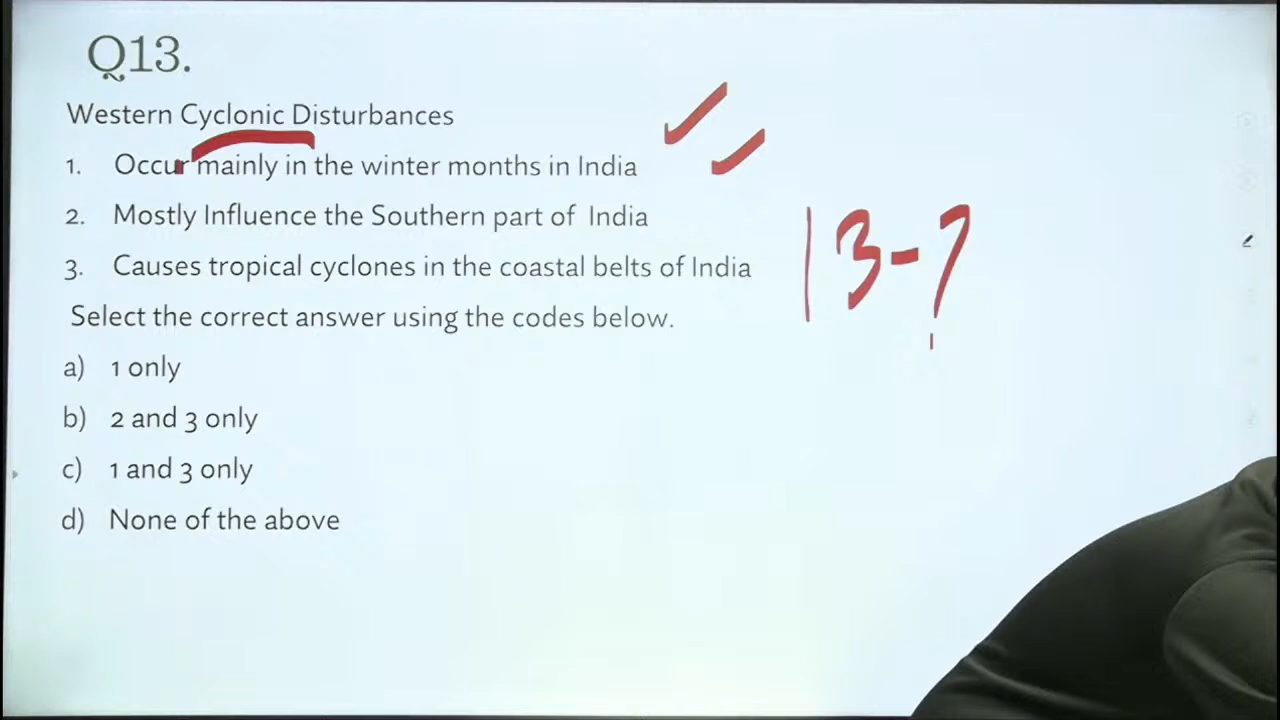 Q13.
Western Cyclonic Disturbances
1. Occur mainly in the winter months in India
2. Mostly Influence the Southern part of India
3. Causes tropical cyclones in the coastal belts of India
13-?
Select the correct answer using the codes below.
a) 1 only
b) 2 and 3 only
c) 1 and 3 only
d) None of the above